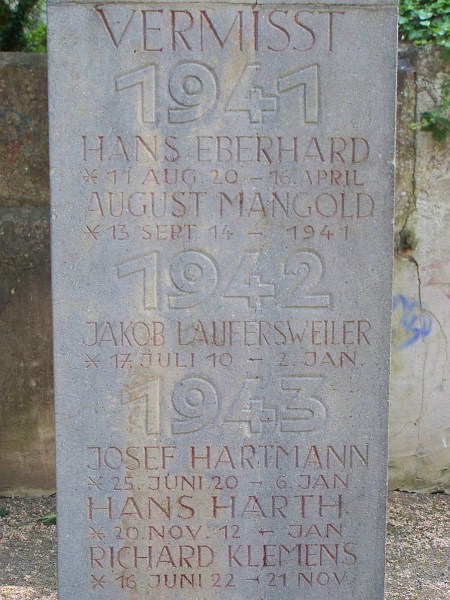 VERMISST
1941
HANS EBERHARD
* 11 AUG. 20 – 16. APRIL
AUGUST MANGOLD
* 13 SEPT. 14 – 1941
1942
JAKOB LAUFERSWEILER
* 17. JULI 10 – 2. JAN.
1943
JOSEF HARTMANN
* 25. JUNI 20 – 6. JAN
HANS HARTH
* 20 NOV. 12 – JAN
RICHARD KLEMENS
* 16 JUNI 22 – 21 NOV.